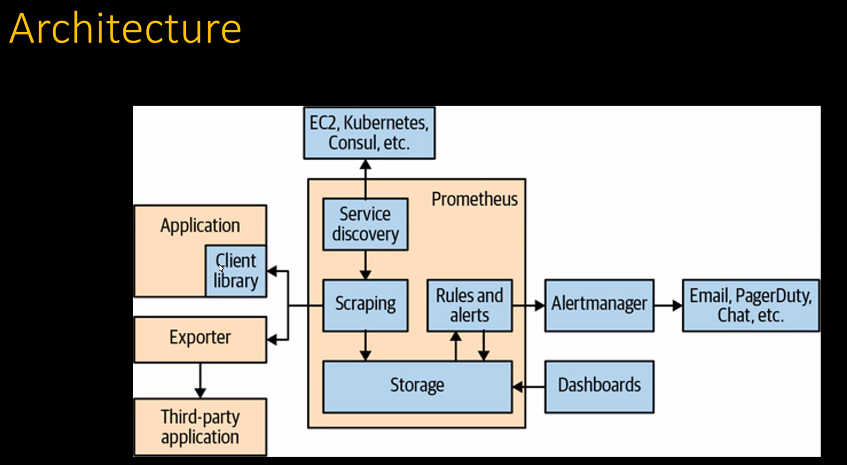 Architecture
EC2, Kubernetes,
Consul, etc.
Prometheus
Service
discovery
Application
Client
library
Scraping
Rules and
alerts
Alertmanager
Email, PagerDuty,
Chat, etc.
Exporter
Storage
Dashboards
Third-party
application